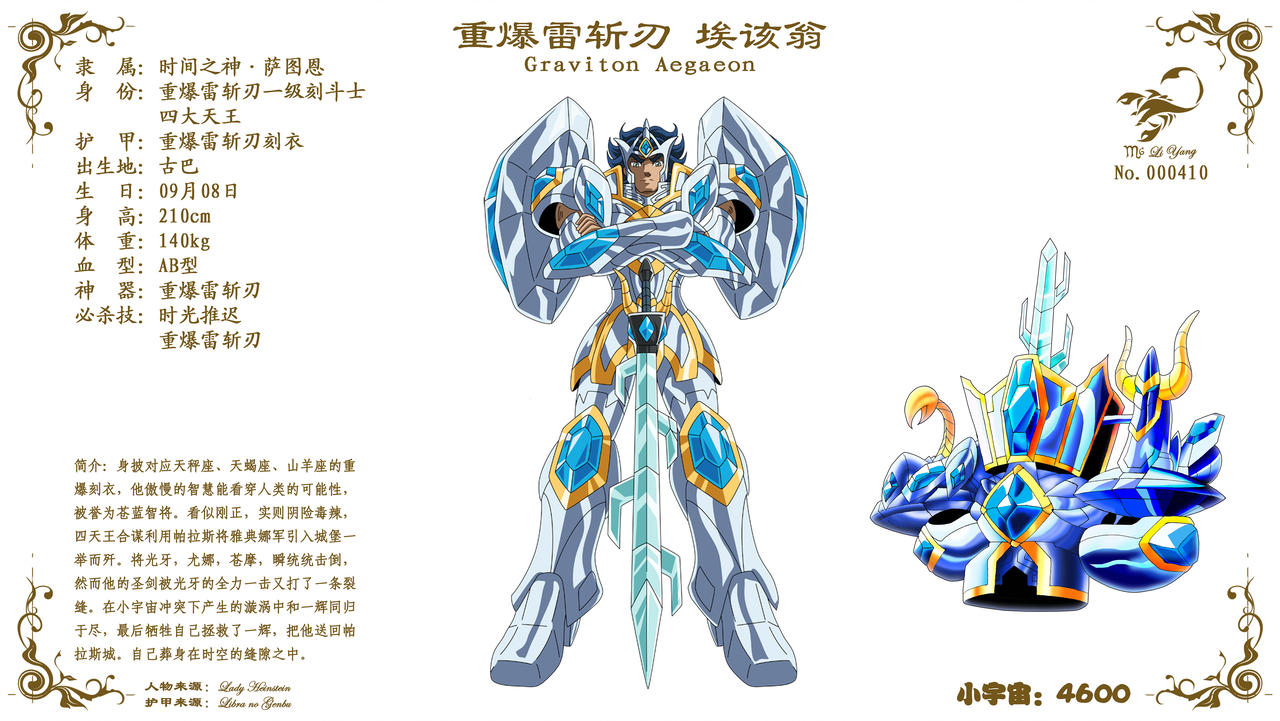 重爆雷斩刃 埃该翁
Graviton Aegaeon
隶 属：时间之神·萨图恩
身 份：重爆雷斩刃一级刻斗士
四大天王
护 甲：重爆雷斩刃刻衣
出生地：古巴
生 日：09月08日
身 高：210cm
体 重：140kg
血 型：AB型
神 器：重爆雷斩刃
必杀技：时光推迟
重爆雷斩刃
Li Yang
No.000410
简介：身披对应天秤座、天蝎座、山羊座的重
爆刻衣，他傲慢的智慧能看穿人类的可能性，
被誉为苍蓝智将。看似刚正，实则阴险毒辣，
四天王合谋利用帕拉斯将雅典娜军引入城堡一
举而歼。将光牙，尤娜，苍摩，瞬统统击倒，
然而他的圣剑被光牙的全力一击又打了一条裂
缝。在小宇宙冲突下产生的漩涡中和一辉同归
于尽，最后牺牲自己拯救了一辉，把他送回帕
拉斯城。自己葬身在时空的缝隙之中。
人物来源：Lady Heinstein
护甲来源：Libra no Genbu
小宇宙：4600